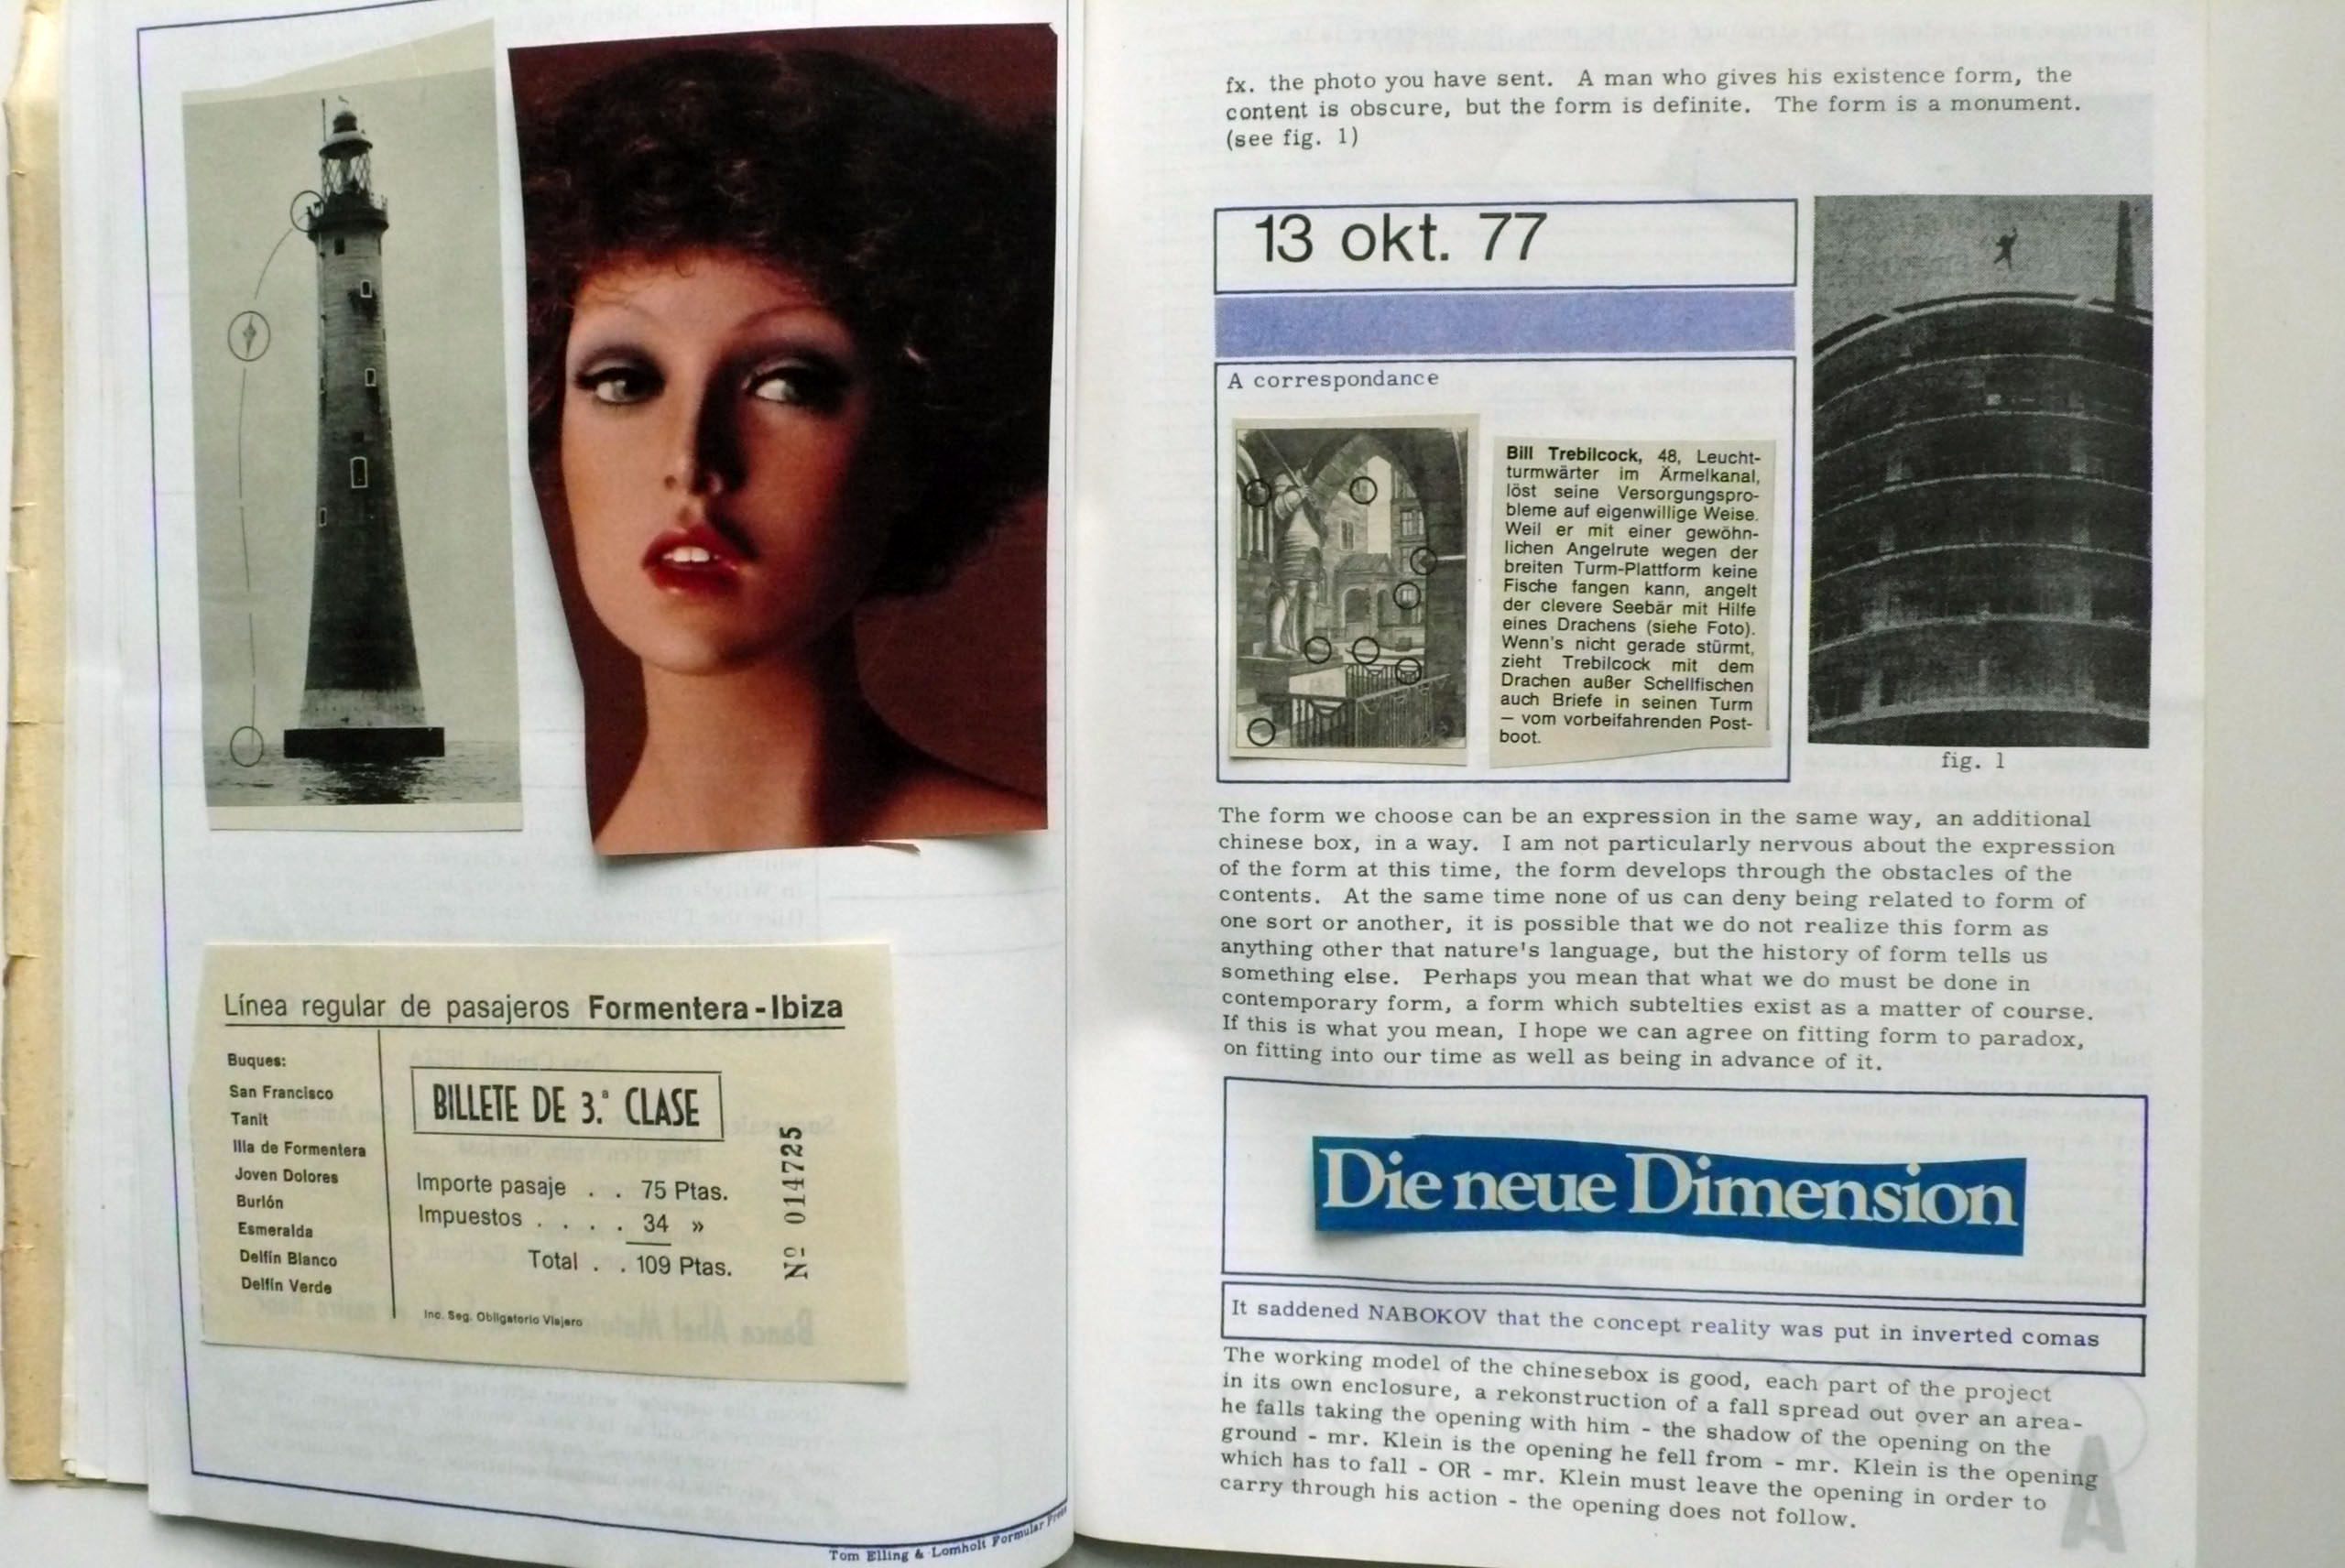 Línea regular de pasajeros Formentera-Ibiza
Buques:
San Francisco
Tanit
Illa de Formentera
Joven Dolores
Burlón
Esmeralda
Delfín Blanco
Delfín Verde
BILLETE DE 3.ª CLASE
Importe pasaje . . 75 Ptas.
Impuestos . . . . 34 »
Total . . 109 Ptas.
Inc. Seg. Obligatorio Viajero
Nº 014725
Tom Elling & Lomholt Formular Press
fx. the photo you have sent. A man who gives his existence form, the
content is obscure, but the form is definite. The form is a monument.
(see fig. 1)
13 okt. 77
A correspondance
Bill Trebilcock, 48, Leucht-
turmwärter im Ärmelkanal,
löst seine Versorgungspro-
bleme auf eigenwillige Weise.
Weil er mit einer gewöhn-
lichen Angelrute wegen der
breiten Turm-Plattform keine
Fische fangen kann, angelt
der clevere Seebär mit Hilfe
eines Drachens (siehe Foto).
Wenn's nicht gerade stürmt,
zieht Trebilcock mit dem
Drachen außer Schellfischen
auch Briefe in seinen Turm
– vom vorbeifahrenden Post-
boot.
fig. 1
The form we choose can be an expression in the same way, an additional
chinese box, in a way. I am not particularly nervous about the expression
of the form at this time, the form develops through the obstacles of the
contents. At the same time none of us can deny being related to form of
one sort or another, it is possible that we do not realize this form as
anything other that nature's language, but the history of form tells us
something else. Perhaps you mean that what we do must be done in
contemporary form, a form which subtelties exist as a matter of course.
If this is what you mean, I hope we can agree on fitting form to paradox,
on fitting into our time as well as being in advance of it.
Die neue Dimension
It saddened NABOKOV that the concept reality was put in inverted comas
The working model of the chinesebox is good, each part of the project
in its own enclosure, a rekonstruction of a fall spread out over an area-
he falls taking the opening with him - the shadow of the opening on the
ground - mr. Klein is the opening he fell from - mr. Klein is the opening
which has to fall - OR - mr. Klein must leave the opening in order to
carry through his action - the opening does not follow.